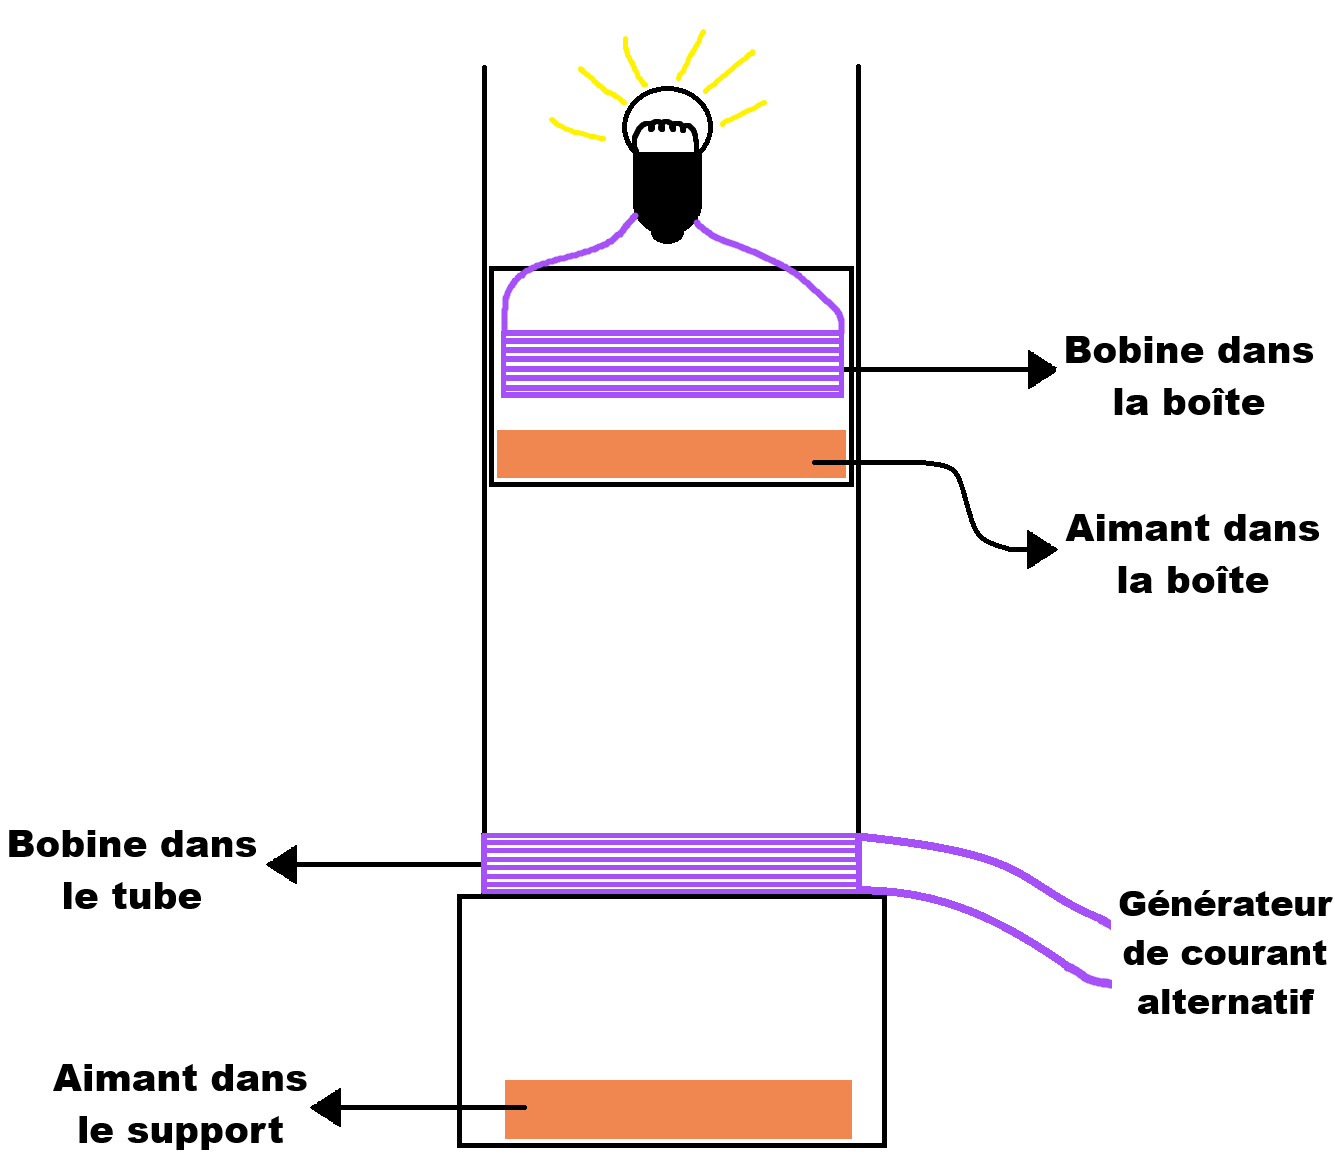 Bobine dans
la boîte
Aimant dans
la boîte
Bobine dans
le tube
Générateur
de courant
alternatif
Aimant dans
le support